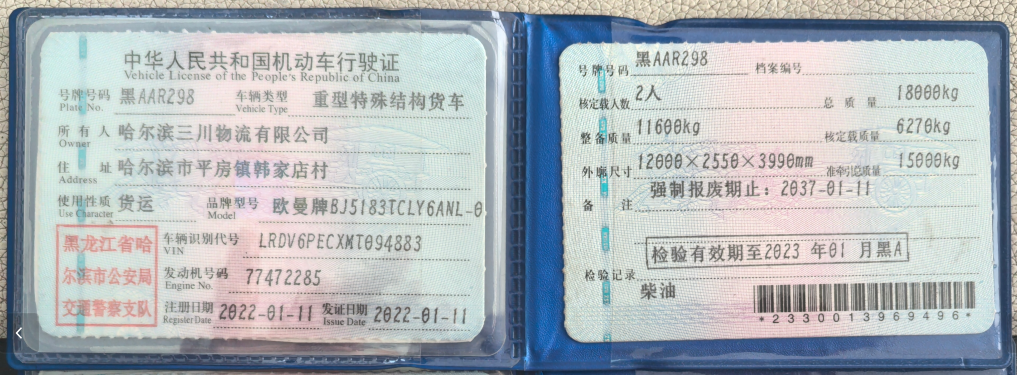 中华人民共和国机动车行驶证
Vehicle License of the People's Republic of China
号牌号码 黑AAR298 车辆类型 重型特殊结构货车
Plate No. Vehicle Type
所有人 哈尔滨三川物流有限公司
Owner
住址 哈尔滨市平房镇韩家店村
Address
使用性质 货运 品牌型号 欧曼牌BJ5183TCLY6ANL-0
Use Character Model
黑龙江省哈
尔滨市公安局
交通警察支队
车辆识别代号 LRDV6PECXMT094883
VIN
发动机号码 77472285
Engine No.
注册日期 2022-01-11 发证日期 2022-01-11
Register Date Issue Date
号牌号码 黑AAR298 档案编号
核定载人数 2人 总质量 18000kg
整备质量 11600kg 核定载质量 6270kg
外廓尺寸 12000×2550×3990mm 准牵引总质量 15000kg
备注 强制报废期止:2037-01-11
检验有效期至2023 年01 月黑A
检验记录
柴油
*2330013969496*